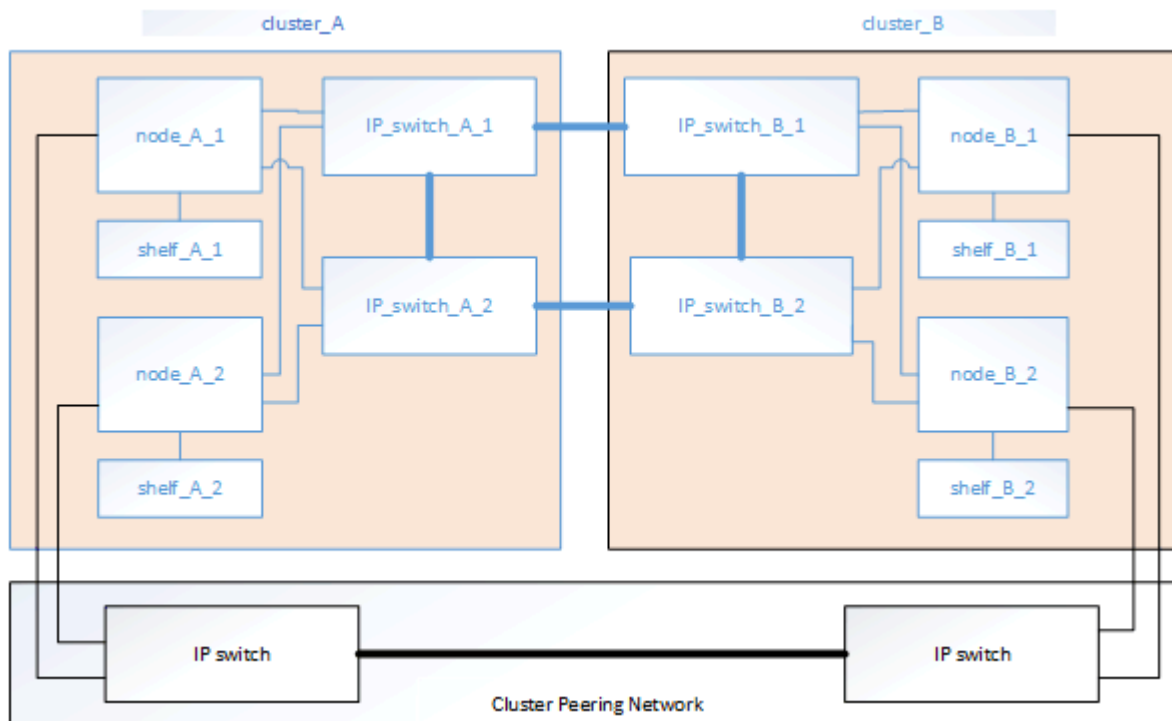 cluster_A
cluster_B
node_A_1
IP_switch_A_1
IP_switch_B_1
node_B_1
shelf_A_1
shelf_B_1
IP_switch_A_2
IP_switch_B_2
node_A_2
node_B_2
shelf_A_2
shelf_B_2
IP switch
IP switch
Cluster Peering Network